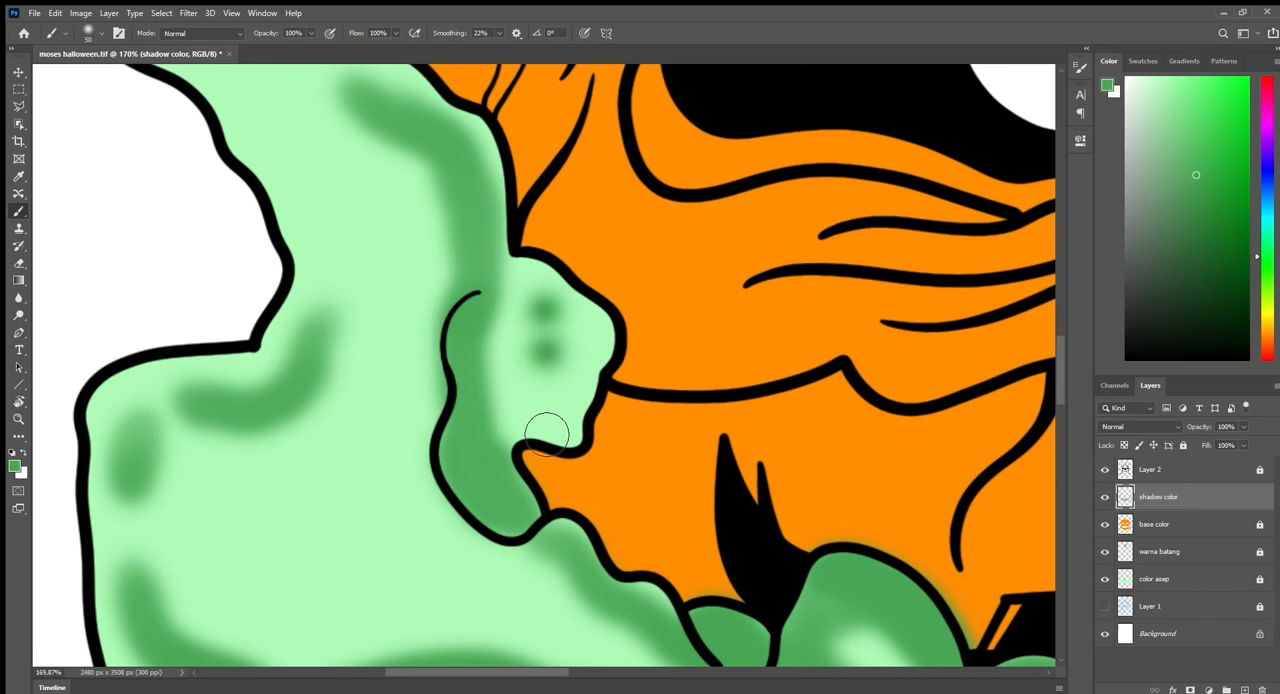 Ps File Edit Image Layer Type Select Filter 3D View Window Help
50 Mode: Normal Opacity: 100% Flow: 100% Smoothing: 22% 0°
moses halloween.tif @ 170% (shadow color, RGB/8) * ×
Color Swatches Gradients Patterns
Channels Layers
Kind
Normal Opacity: 100%
Lock: Fill: 100%
Layer 2
shadow color
base color
warna batang
color asep
Layer 1
Background
169,87% 2480 px x 3508 px (300 ppi)
Timeline